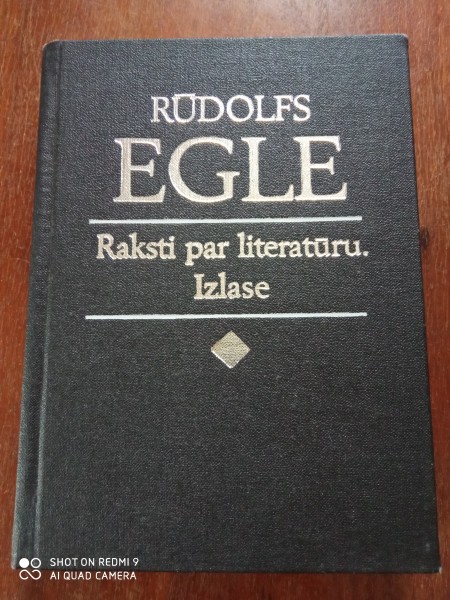 RŪDOLFS
EGLE
Raksti par literatūru.
Izlase
SHOT ON REDMI 9
AI QUAD CAMERA